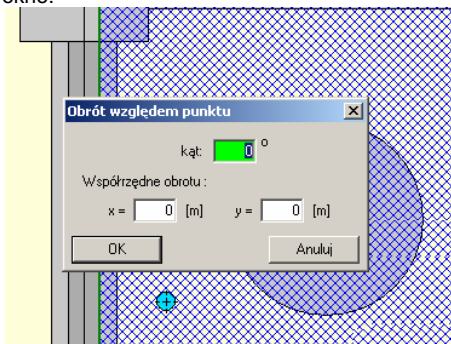 okno:
Obrót względem punktu
kąt: 0 °
Współrzędne obrotu :
x = 0 [m] y = 0 [m]
OK Anuluj